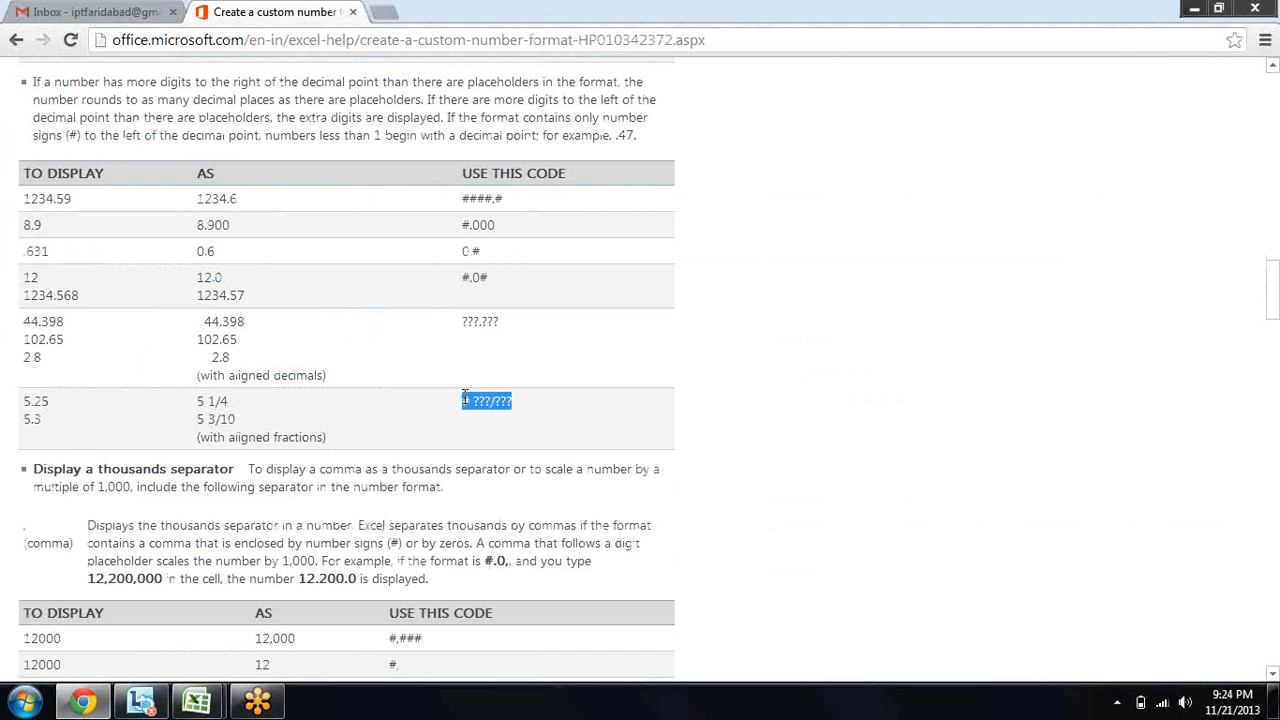 Inbox - iptfaridabad@gm
Create a custom number f
office.microsoft.com/en-in/excel-help/create-a-custom-number-fo -HP010342372.aspx
If a number has more digits to the right of the decimal point than there are placeholders in the format, the
number rounds to as many decimal places as there are placeholders. If there are more digits to the left of the
decimal point than there are placeholders, the extra digits are displayed. If the format contains only number
signs (#) to the left of the decimal point, numbers less than 1 begin with a decimal point; for example, .47.
TO DISPLAY AS USE THIS CODE
1234.59 1234.6 ####.#
8.9 8.900 #.000
.631 0.6 0.#
12 12.0 #.0#
1234.568 1234.57
44.398 44.398 ???.???
102.65 102.65
2.8 2.8
(with aligned decimals)
5.25 5 1/4 # ???/???
5.3 5 3/10
(with aligned fractions)
Display a thousands separator To display a comma as a thousands separator or to scale a number by a
multiple of 1,000, include the following separator in the number format.
, Displays the thousands separator in a number. Excel separates thousands by commas if the format
(comma) contains a comma that is enclosed by number signs (#) or by zeros. A comma that follows a digit
placeholder scales the number by 1,000. For example, if the format is #.0,, and you type
12,200,000 in the cell, the number 12.200.0 is displayed.
TO DISPLAY AS USE THIS CODE
12000 12,000 #,###
12000 12 #,
9:24 PM
11/21/2013